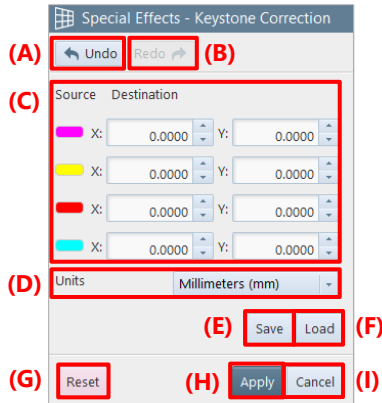 Special Effects - Keystone Correction
(A) Undo Redo (B)
(C)
Source Destination
X: 0.0000 Y: 0.0000
X: 0.0000 Y: 0.0000
X: 0.0000 Y: 0.0000
X: 0.0000 Y: 0.0000
(D) Units Millimeters (mm)
(E) Save Load (F)
(G) Reset (H) Apply Cancel (I)